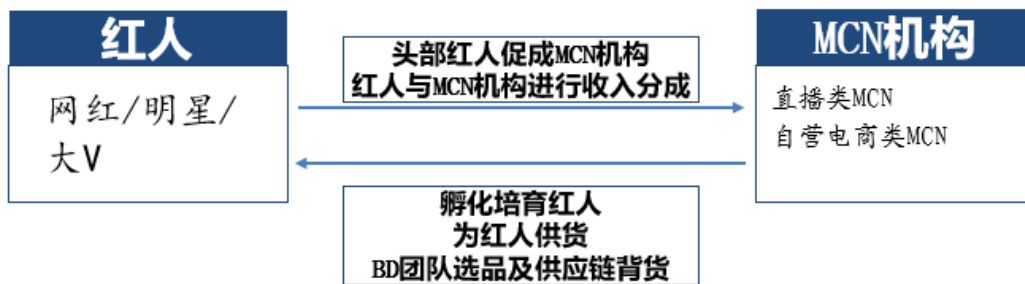 红人
网红/明星/
大V
头部红人促成MCN机构
红人与MCN机构进行收入分成
孵化培育红人
为红人供货
BD团队选品及供应链背货
MCN机构
直播类MCN
自营电商类MCN